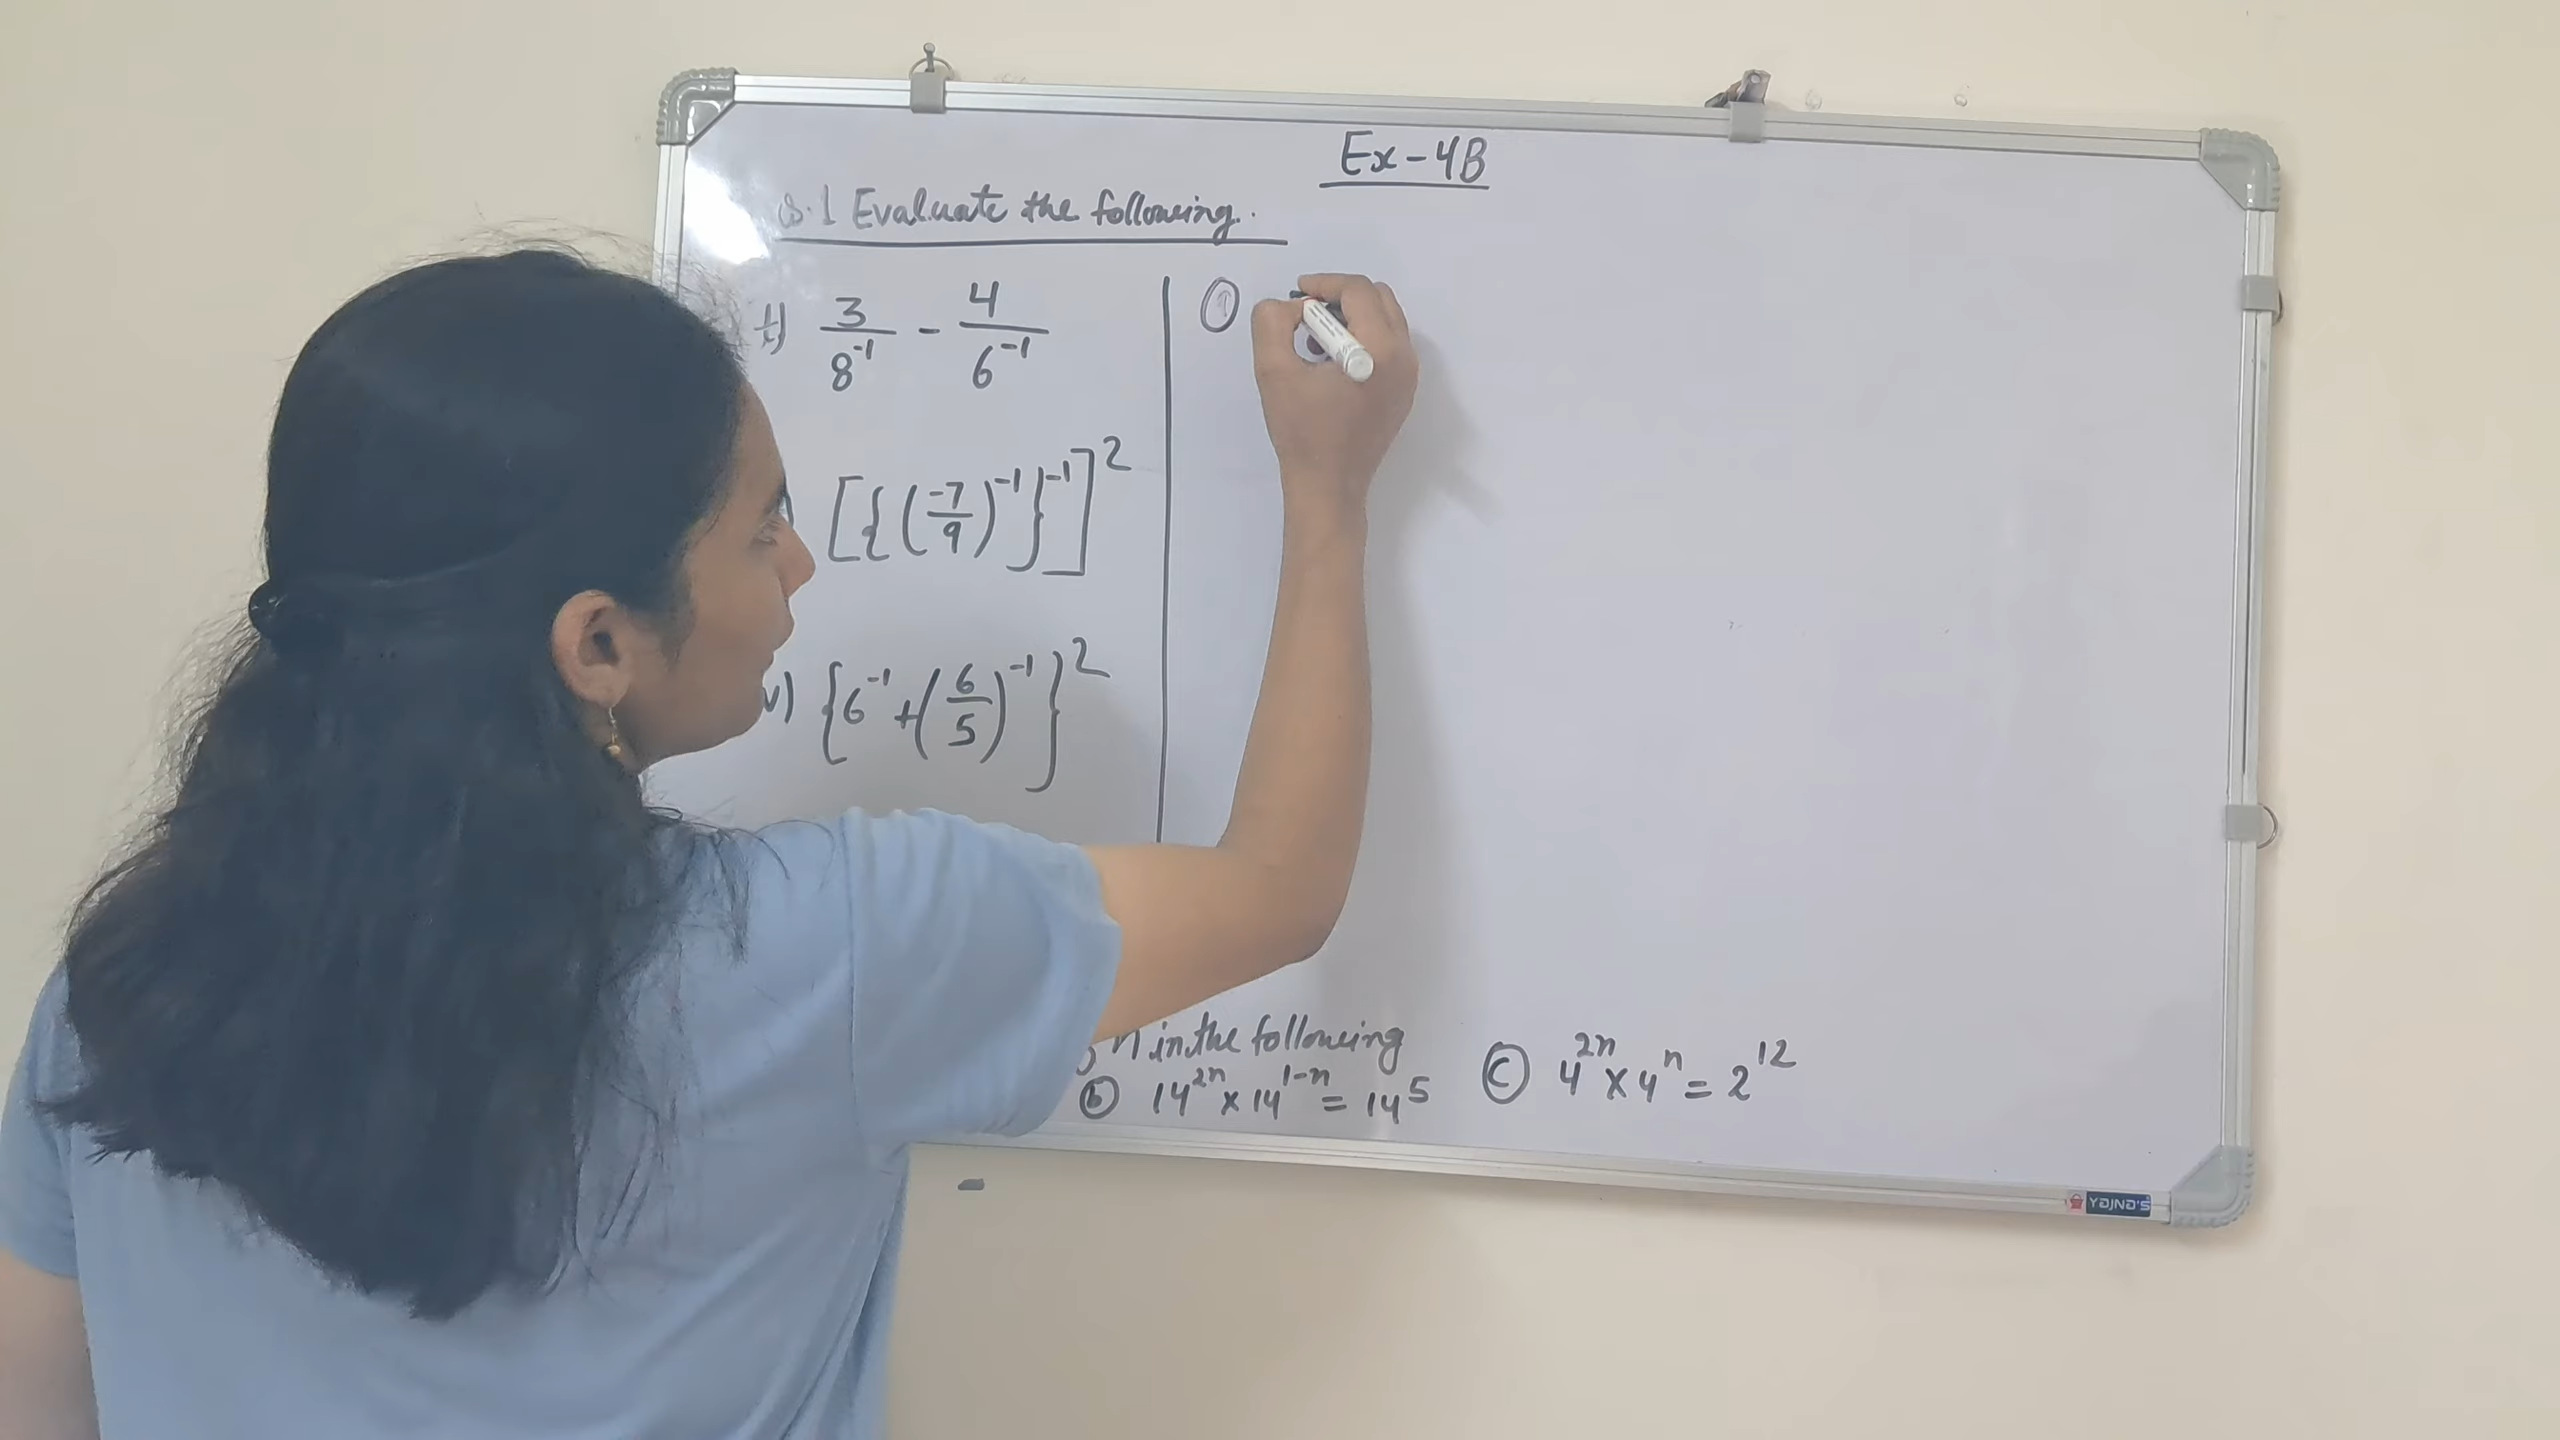 Ex-4B
Q.1 Evaluate the following.
i) 3/8⁻¹ - 4/6⁻¹
①
) [{(-7/9)⁻¹}⁻¹]²
v) {6⁻¹+(6/5)⁻¹}²
n in the following
ⓑ 14²ⁿ x 14¹⁻ⁿ = 14⁵
ⓒ 4²ⁿ x 4ⁿ = 2¹²
YAJNA'S